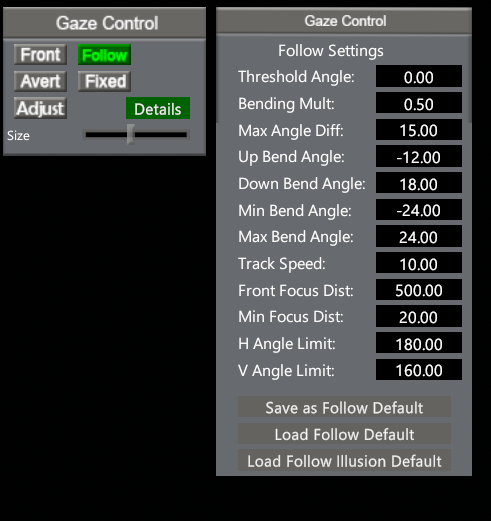 Gaze Control
Front Follow
Avert Fixed
Adjust Details
Size
Gaze Control
Follow Settings
Threshold Angle: 0.00
Bending Mult: 0.50
Max Angle Diff: 15.00
Up Bend Angle: -12.00
Down Bend Angle: 18.00
Min Bend Angle: -24.00
Max Bend Angle: 24.00
Track Speed: 10.00
Front Focus Dist: 500.00
Min Focus Dist: 20.00
H Angle Limit: 180.00
V Angle Limit: 160.00
Save as Follow Default
Load Follow Default
Load Follow Illusion Default